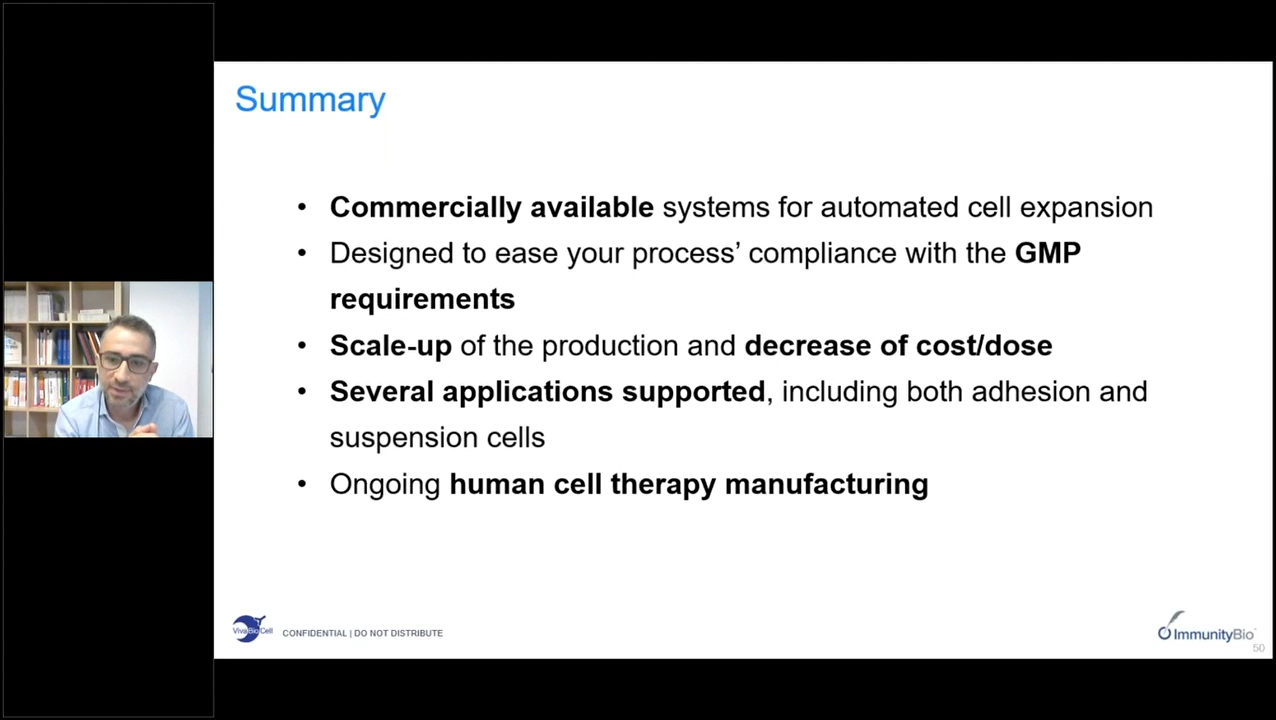 Summary
• Commercially available systems for automated cell expansion
• Designed to ease your process’ compliance with the GMP
requirements
• Scale-up of the production and decrease of cost/dose
• Several applications supported, including both adhesion and
suspension cells
• Ongoing human cell therapy manufacturing
VivaBioCell
CONFIDENTIAL | DO NOT DISTRIBUTE
ImmunityBio
50